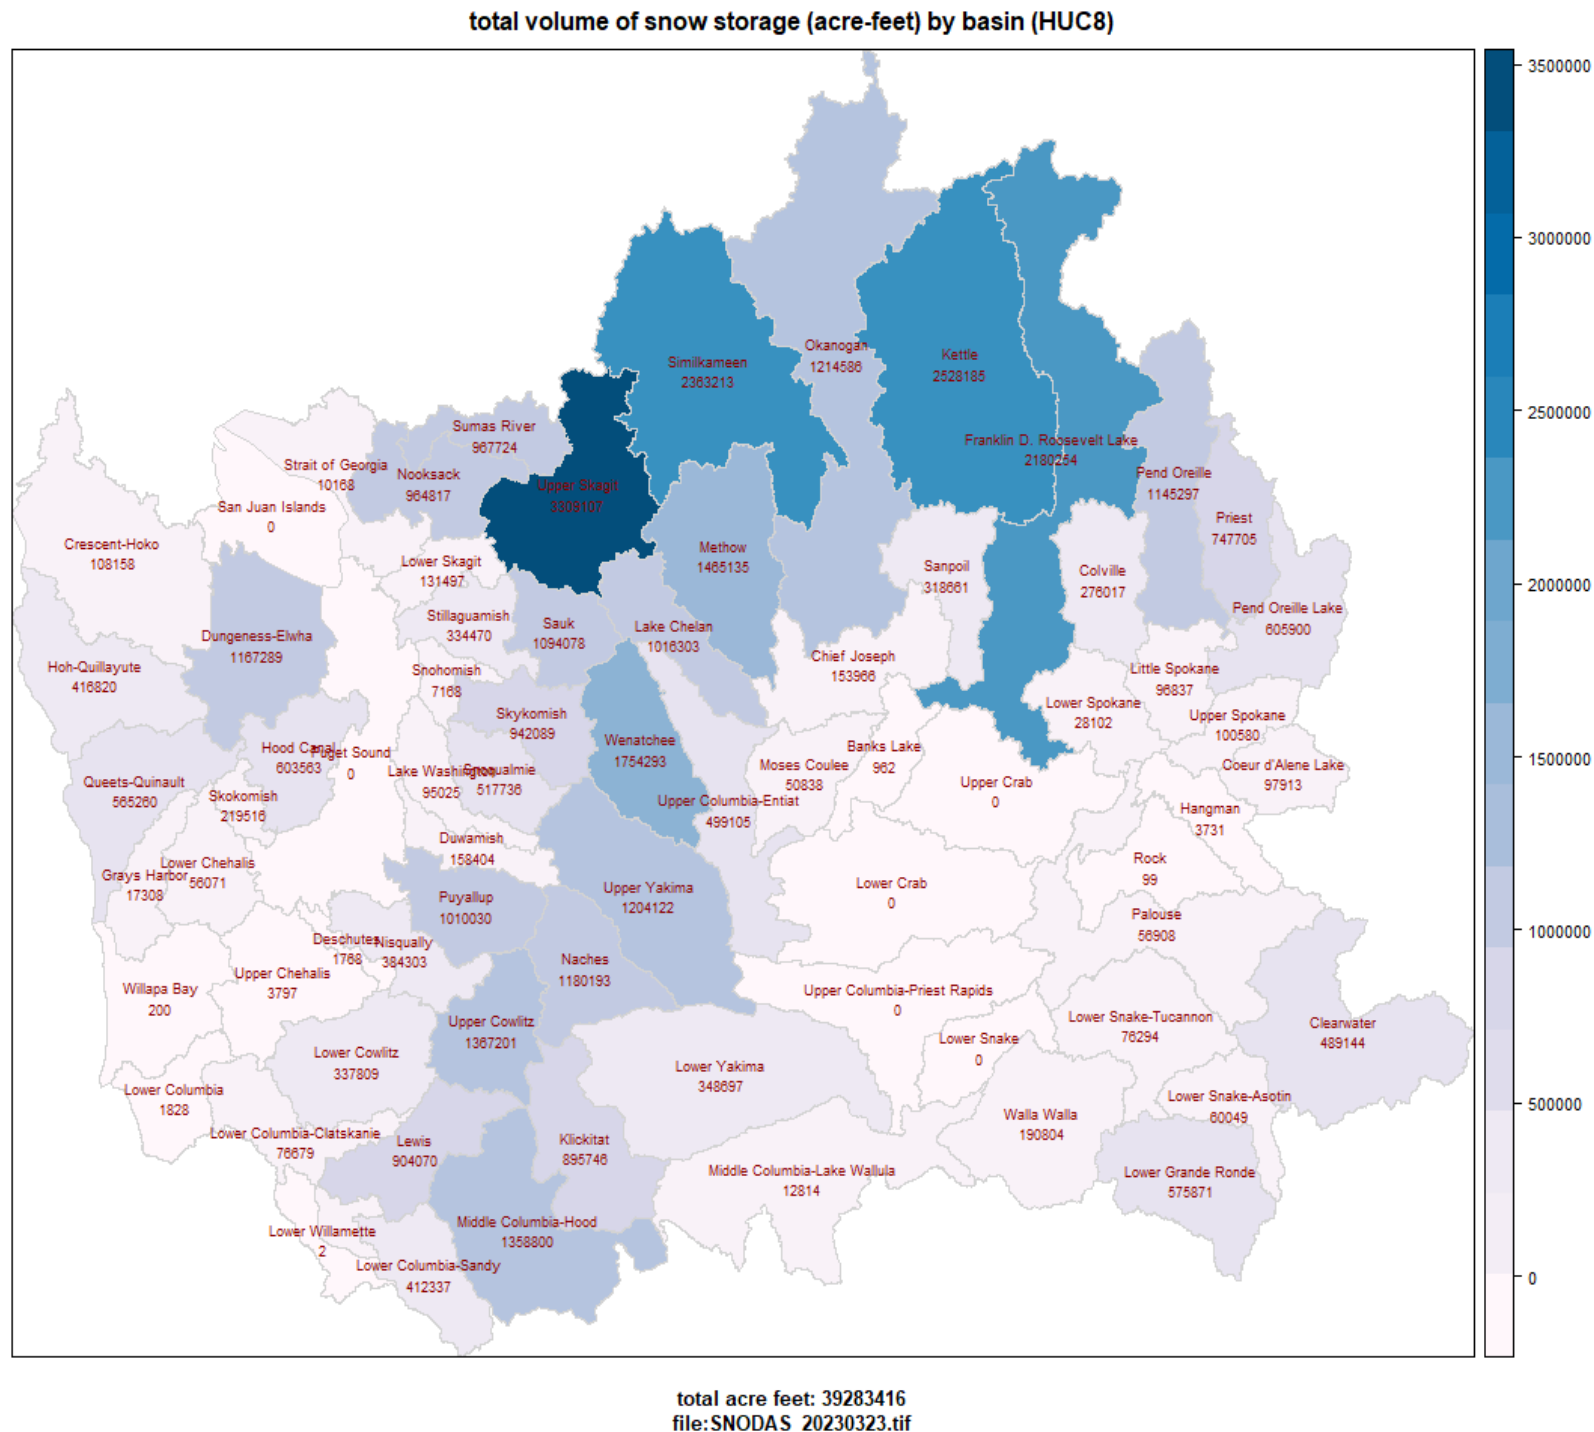 total volume of snow storage (acre-feet) by basin (HUC8)
3500000
3000000
2500000
2000000
1500000
1000000
500000
0
Okanogan
1214586
Kettle
2528185
Similkameen
2363213
Sumas River
967724
Franklin D. Roosevelt Lake
2180254
Strait of Georgia
10168
Nooksack
964817
Pend Oreille
1145297
Upper Skagit
3309107
San Juan Islands
0
Priest
747705
Crescent-Hoko
108158
Methow
1465135
Lower Skagit
131497
Sanpoil
318661
Colville
276017
Pend Oreille Lake
605900
Stillaguamish
334470
Sauk
1094078
Lake Chelan
1016303
Dungeness-Elwha
1167289
Chief Joseph
153966
Hoh-Quillayute
416820
Snohomish
7168
Little Spokane
96837
Lower Spokane
28102
Skykomish
942089
Upper Spokane
100580
Wenatchee
1754293
Hood Canal
603563
Puget Sound
0
Banks Lake
962
Moses Coulee
50838
Coeur d'Alene Lake
97913
Lake Washington
95025
Snoqualmie
517736
Queets-Quinault
565260
Upper Crab
0
Skokomish
219516
Upper Columbia-Entiat
499105
Hangman
3731
Duwamish
158404
Lower Chehalis
56071
Rock
99
Grays Harbor
17308
Lower Crab
0
Upper Yakima
1204122
Puyallup
1010030
Palouse
56908
Deschutes
1768
Nisqually
384303
Naches
1180193
Upper Chehalis
3797
Willapa Bay
200
Upper Columbia-Priest Rapids
0
Lower Snake-Tucannon
76294
Upper Cowlitz
1367201
Clearwater
489144
Lower Snake
0
Lower Cowlitz
337809
Lower Yakima
348697
Lower Columbia
1828
Lower Snake-Asotin
60049
Walla Walla
190804
Lower Columbia-Clatskanie
76679
Lewis
904070
Klickitat
895746
Middle Columbia-Lake Wallula
12814
Lower Grande Ronde
575871
Middle Columbia-Hood
1358800
Lower Willamette
2
Lower Columbia-Sandy
412337
total acre feet: 39283416
file:SNODAS_20230323.tif